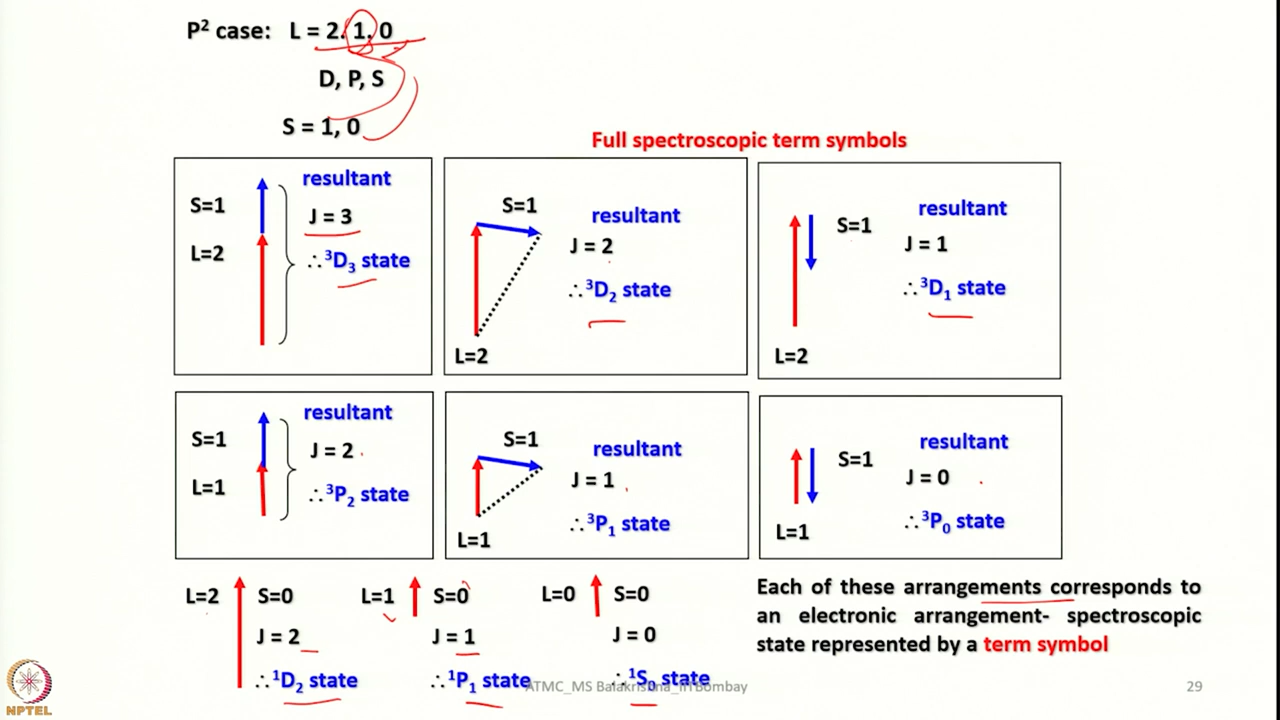 P² case: L = 2, 1, 0
D, P, S
S = 1, 0
Full spectroscopic term symbols
S=1
L=2
resultant
J = 3
∴³D₃ state
S=1
resultant
J = 2
∴³D₂ state
L=2
resultant
S=1
J = 1
∴³D₁ state
L=2
S=1
L=1
resultant
J = 2
∴³P₂ state
S=1
resultant
J = 1
∴³P₁ state
L=1
resultant
S=1
J = 0
∴³P₀ state
L=1
L=2 S=0
J = 2
∴¹D₂ state
L=1 S=0
J = 1
∴¹P₁ state
L=0 S=0
J = 0
∴¹S₀ state
Each of these arrangements corresponds to
an electronic arrangement- spectroscopic
state represented by a term symbol
ATMC_MS Balakrishna_IITBombay
29
NPTEL